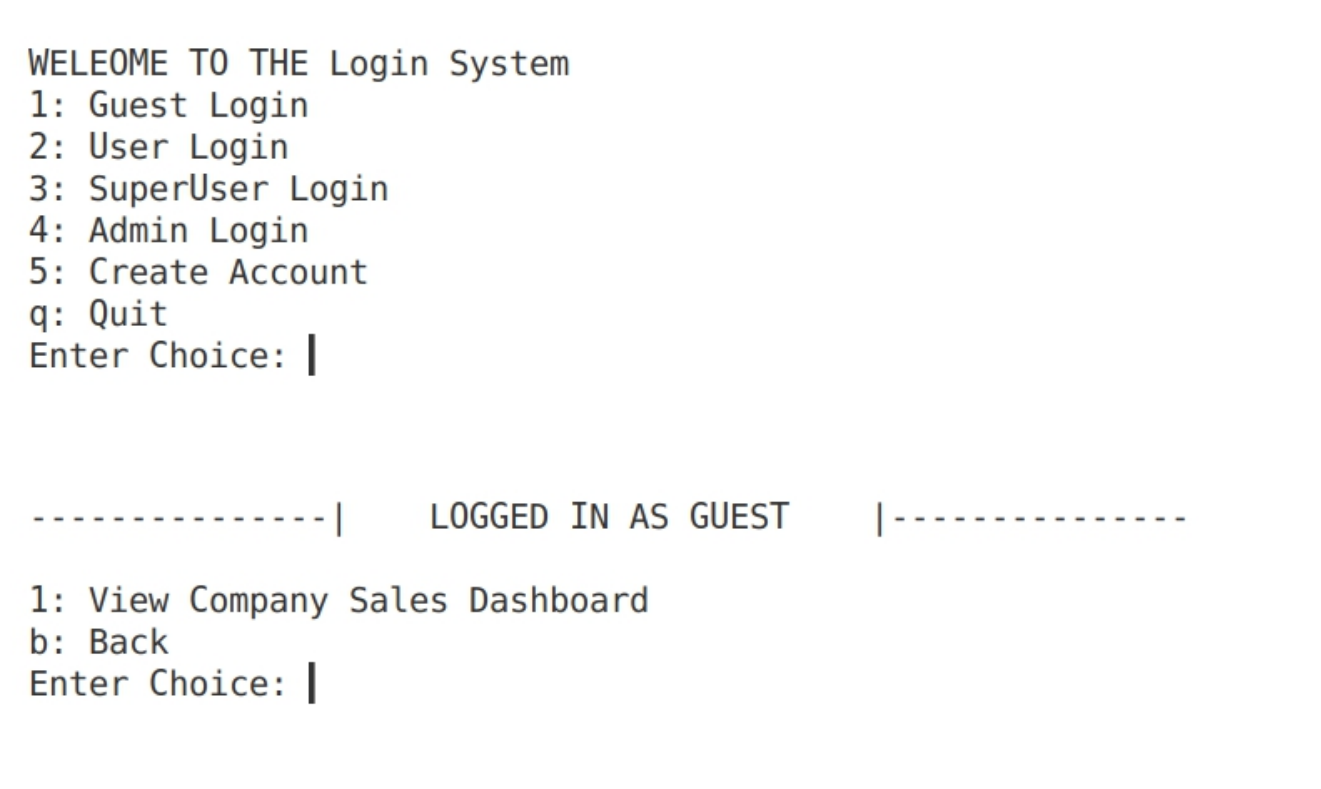 WELEOME TO THE Login System
1: Guest Login
2: User Login
3: SuperUser Login
4: Admin Login
5: Create Account
q: Quit
Enter Choice:
---------------|    LOGGED IN AS GUEST    |---------------
1: View Company Sales Dashboard
b: Back
Enter Choice: